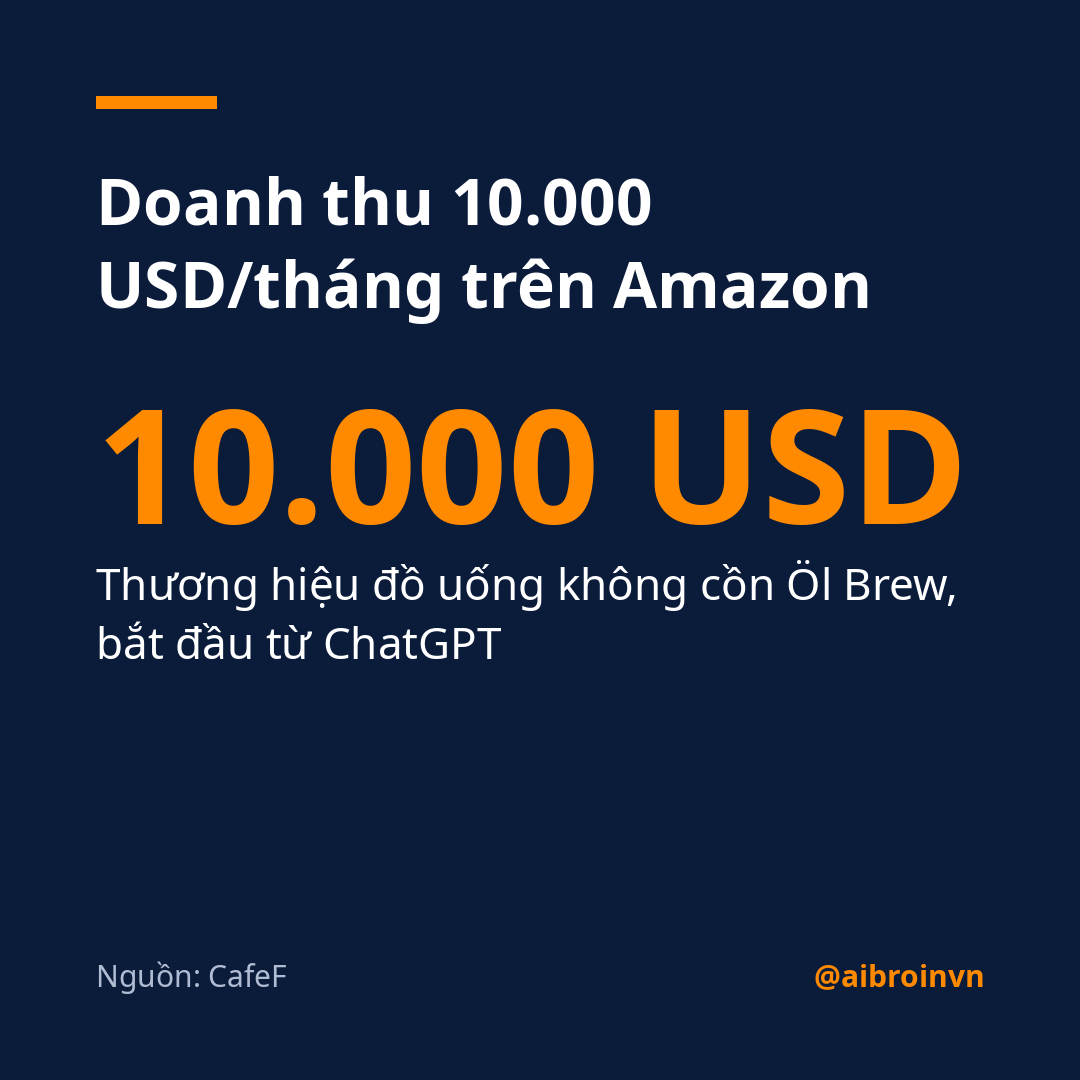 Doanh thu 10.000
USD/tháng trên Amazon
10.000 USD
Thương hiệu đồ uống không cồn Öl Brew,
bắt đầu từ ChatGPT
Nguồn: CafeF
@aibroinvn